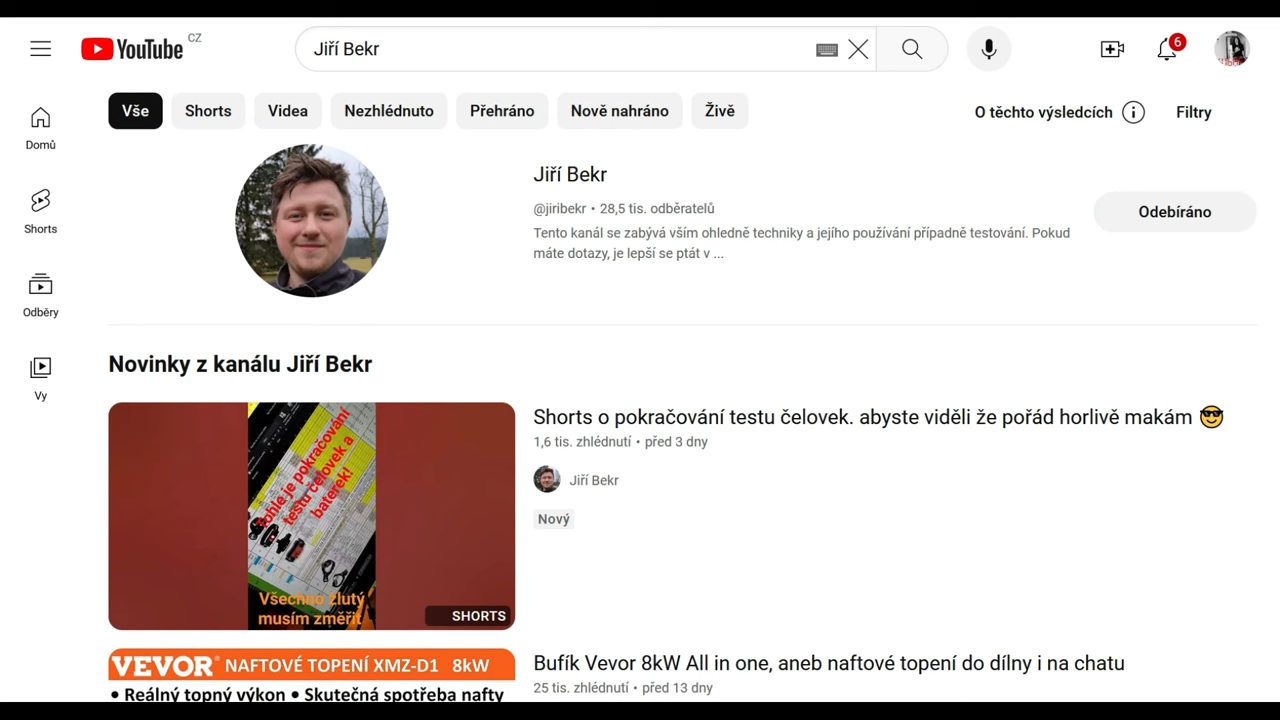 YouTube CZ
Jiří Bekr
6
Vše Shorts Videa Nezhlédnuto Přehráno Nově nahráno Živě O těchto výsledcích Filtry
Domů
Shorts
Odběry
Vy
Jiří Bekr
@jiribekr • 28,5 tis. odběratelů
Tento kanál se zabývá vším ohledně techniky a jejího používání případně testování. Pokud
máte dotazy, je lepší se ptát v ...
Odebíráno
Novinky z kanálu Jiří Bekr
Tohle je pokračování
testu čelovek a
baterek!
Všechno žlutý
musím změřit
SHORTS
Shorts o pokračování testu čelovek. abyste viděli že pořád horlivě makám 😎
1,6 tis. zhlédnutí • před 3 dny
Jiří Bekr
Nový
VEVOR® NAFTOVÉ TOPENÍ XMZ-D1 8kW
• Reálný topný výkon • Skutečná spotřeba nafty
Bufík Vevor 8kW All in one, aneb naftové topení do dílny i na chatu
25 tis. zhlédnutí • před 13 dny